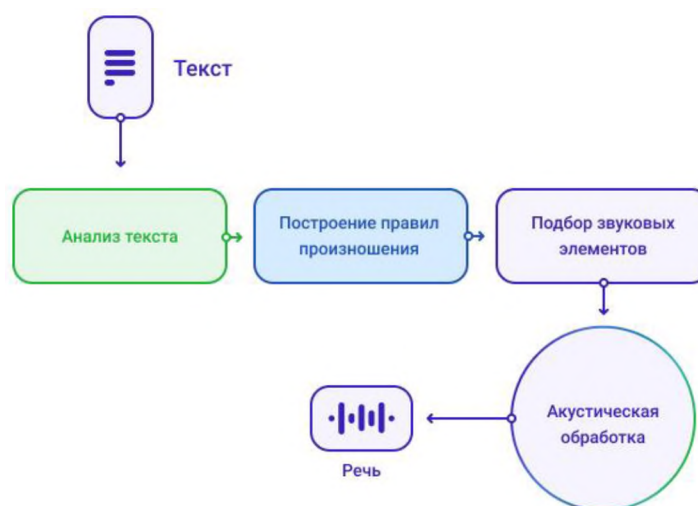 Текст
Анализ текста
Построение правил
произношения
Подбор звуковых
элементов
Акустическая
обработка
Речь